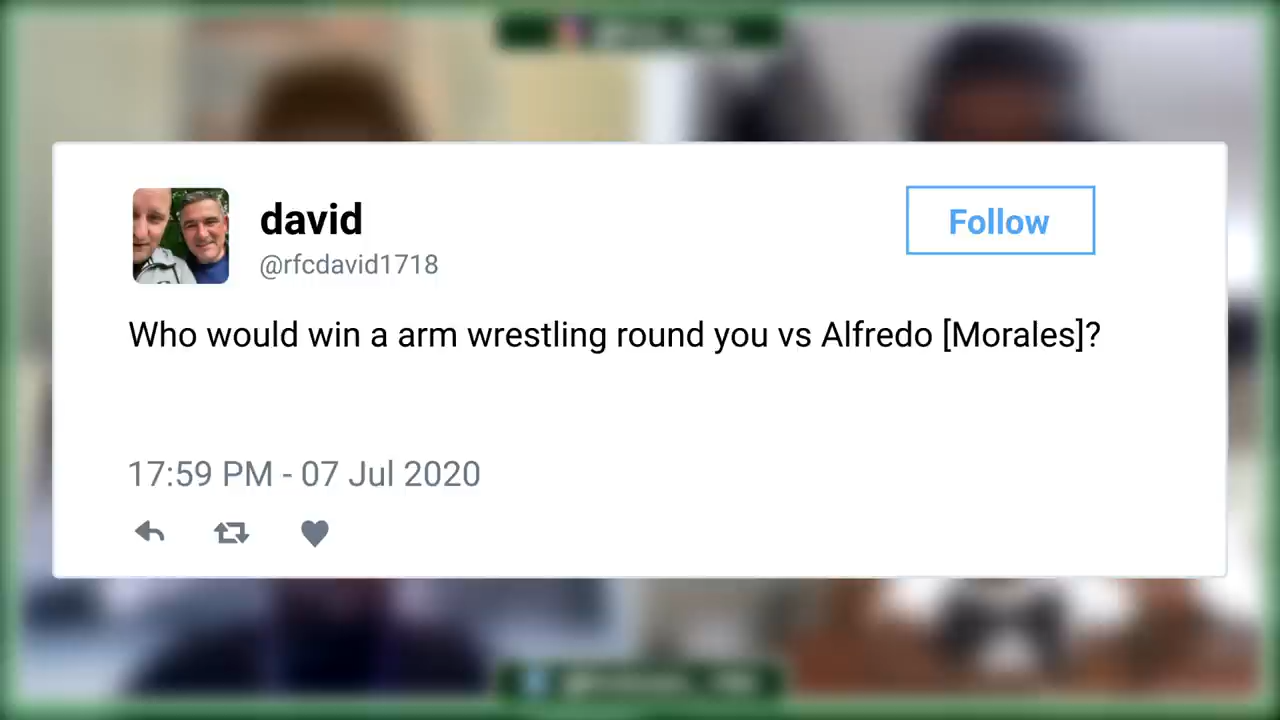 david
@rfcdavid1718
Follow
Who would win a arm wrestling round you vs Alfredo [Morales]?
17:59 PM - 07 Jul 2020